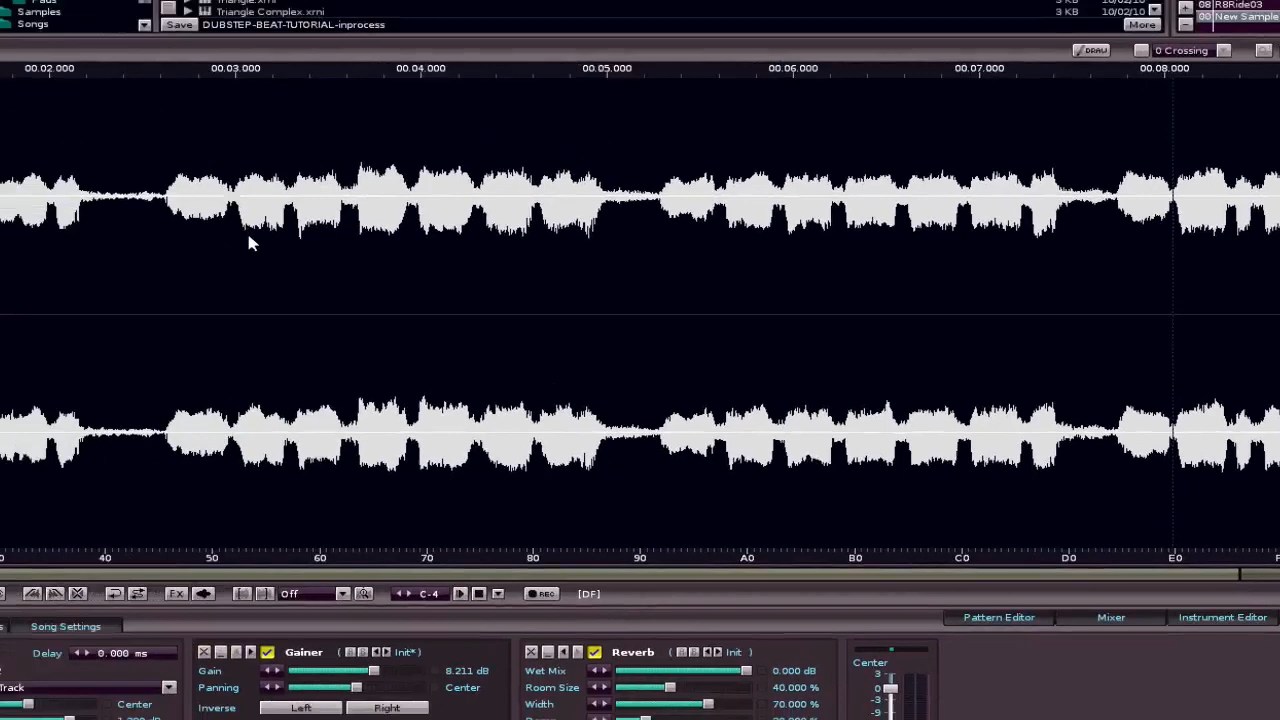 Pads Triangle.xrni 3 KB 10/02/10 08 R8Ride03
Samples Triangle Complex.xrni 3 KB 10/02/10 00 New Sample
Songs Save DUBSTEP-BEAT-TUTORIAL-inprocess More
DRAW 0 Crossing
00.02.000 00.03.000 00.04.000 00.05.000 00.06.000 00.07.000 00.08.000
40 50 60 70 80 90 A0 B0 C0 D0 E0
FX Off C-4 REC [DF]
Song Settings Pattern Editor Mixer Instrument Editor
Delay 0.000 ms Gainer Init* Reverb Init
Gain 8.211 dB Wet Mix 0.000 dB Center
Track Panning Center Room Size 40.000 %
Inverse Left Right Width 70.000 %
3
0
-3
-9
Center